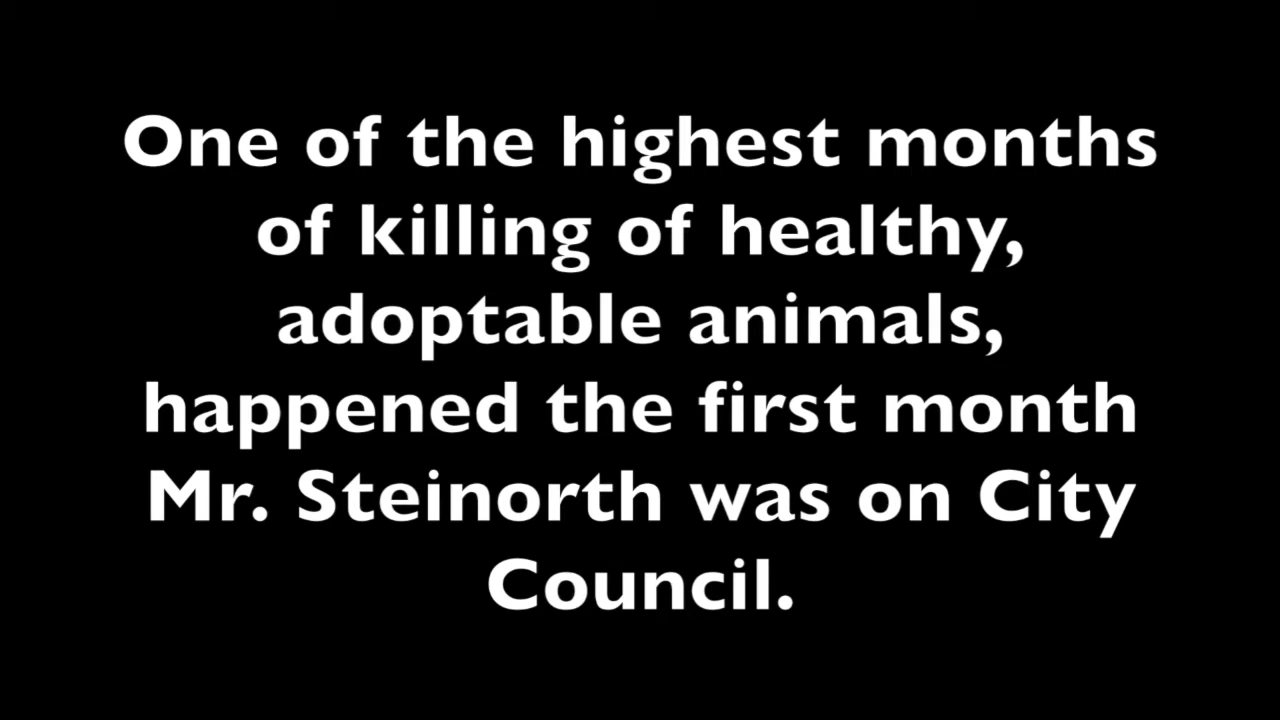 One of the highest months
of killing of healthy,
adoptable animals,
happened the first month
Mr. Steinorth was on City
Council.